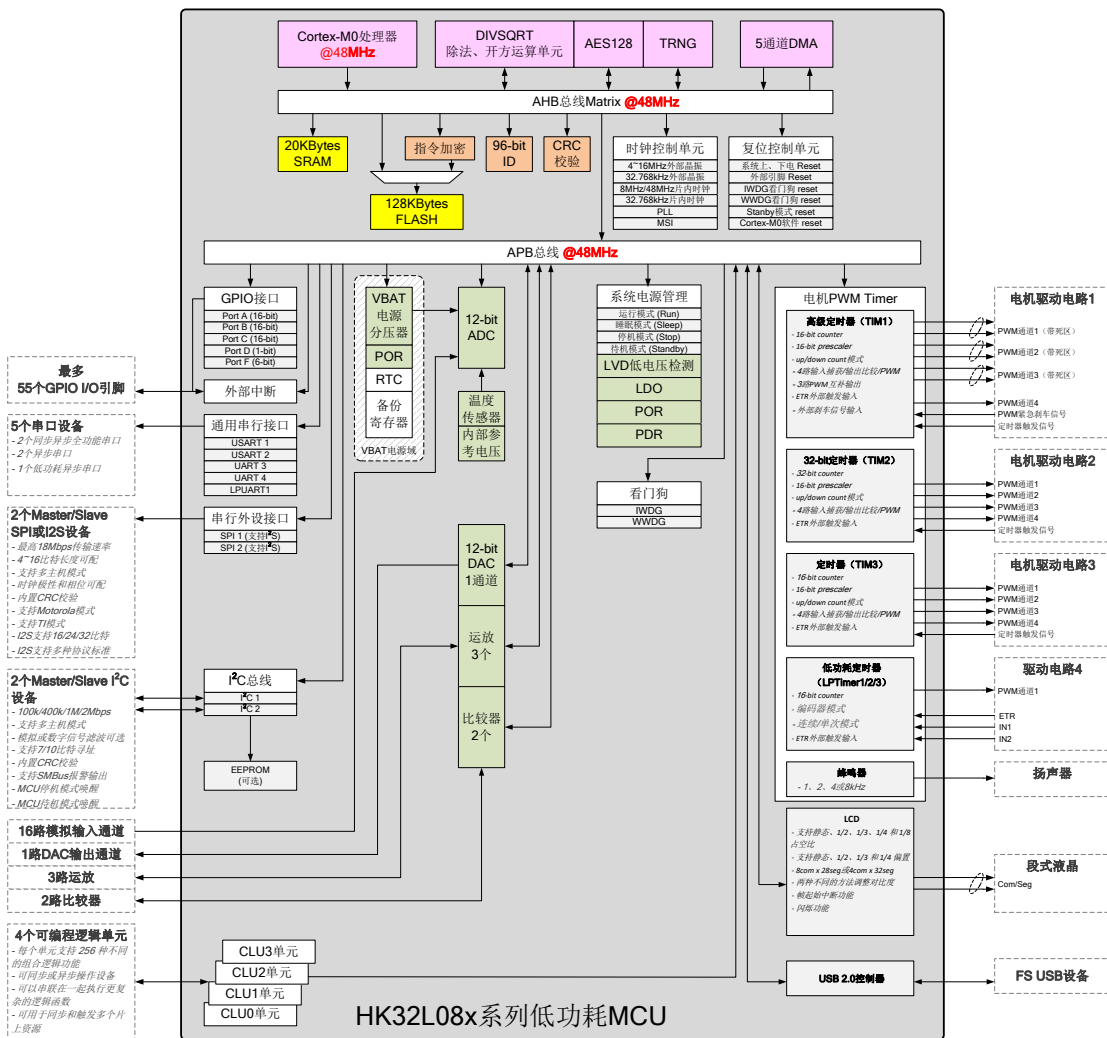 Cortex-M0处理器
@48MHz
DIVSQRT
除法、开方运算单元
AES128
TRNG
5通道DMA
AHB总线Matrix @48MHz
20KBytes
SRAM
指令加密
96-bit
ID
CRC
校验
128KBytes
FLASH
时钟控制单元
4~16MHz外部晶振
32.768kHz外部晶振
8MHz/48MHz片内时钟
32.768kHz片内时钟
PLL
MSI
复位控制单元
系统上、下电 Reset
外部引脚 Reset
IWDG看门狗 reset
WWDG看门狗 reset
Stanby模式 reset
Cortex-M0软件 reset
APB总线 @48MHz
GPIO接口
Port A (16-bit)
Port B (16-bit)
Port C (16-bit)
Port D (1-bit)
Port F (6-bit)
外部中断
通用串行接口
USART 1
USART 2
UART 3
UART 4
LPUART1
串行外设接口
SPI 1 (支持I²S)
SPI 2 (支持I²S)
I²C总线
I²C 1
I²C 2
EEPROM
(可选)
VBAT
电源
分压器
POR
RTC
备份
寄存器
VBAT电源域
12-bit
ADC
温度
传感器
内部参
考电压
12-bit
DAC
1通道
运放
3个
比较器
2个
系统电源管理
运行模式 (Run)
睡眠模式 (Sleep)
停机模式 (Stop)
待机模式 (Standby)
LVD低电压检测
LDO
POR
PDR
看门狗
IWDG
WWDG
电机PWM Timer
高级定时器（TIM1）
- 16-bit counter
- 16-bit prescaler
- up/down count模式
- 4路输入捕获/输出比较/PWM
- 3路PWM互补输出
- ETR外部触发输入
- 外部刹车信号输入
32-bit定时器（TIM2）
- 32-bit counter
- 16-bit prescaler
- up/down count模式
- 4路输入捕获/输出比较/PWM
- ETR外部触发输入
定时器（TIM3）
- 16-bit counter
- 16-bit prescaler
- up/down count模式
- 4路输入捕获/输出比较/PWM
- ETR外部触发输入
低功耗定时器
（LPTimer1/2/3）
- 16-bit counter
- 编码器模式
- 连续/单次模式
- ETR外部触发输入
蜂鸣器
- 1、2、4或8kHz
LCD
- 支持静态、1/2、1/3、1/4 和 1/8
占空比
- 支持静态、1/2、1/3 和 1/4 偏置
- 8com x 28seg或4com x 32seg
- 两种不同的方法调整对比度
- 帧起始中断功能
- 闪烁功能
USB 2.0控制器
电机驱动电路1
PWM通道1（带死区）
PWM通道2（带死区）
PWM通道3（带死区）
PWM通道4
PWM紧急刹车信号
定时器触发信号
电机驱动电路2
PWM通道1
PWM通道2
PWM通道3
PWM通道4
定时器触发信号
电机驱动电路3
PWM通道1
PWM通道2
PWM通道3
PWM通道4
定时器触发信号
驱动电路4
PWM通道1
ETR
IN1
IN2
扬声器
段式液晶
Com/Seg
FS USB设备
最多
55个GPIO I/O引脚
5个串口设备
- 2个同步异步全功能串口
- 2个异步串口
- 1个低功耗异步串口
2个Master/Slave
SPI或I2S设备
- 最高18Mbps传输速率
- 4~16比特长度可配
- 支持多主机模式
- 时钟极性和相位可配
- 内置CRC校验
- 支持Motorola模式
- 支持TI模式
- I2S支持16/24/32比特
- I2S支持多种协议标准
2个Master/Slave I²C
设备
- 100k/400k/1M/2Mbps
- 支持多主机模式
- 模拟或数字信号滤波可选
- 支持7/10比特寻址
- 内置CRC校验
- 支持SMBus报警输出
- MCU停机模式唤醒
- MCU待机模式唤醒
16路模拟输入通道
1路DAC输出通道
3路运放
2路比较器
4个可编程逻辑单元
- 每个单元支持 256 种不同
的组合逻辑功能
- 可同步或异步操作设备
- 可以串联在一起执行更复
杂的逻辑函数
- 可用于同步和触发多个片
上资源
CLU3单元
CLU2单元
CLU1单元
CLU0单元
HK32L08x系列低功耗MCU